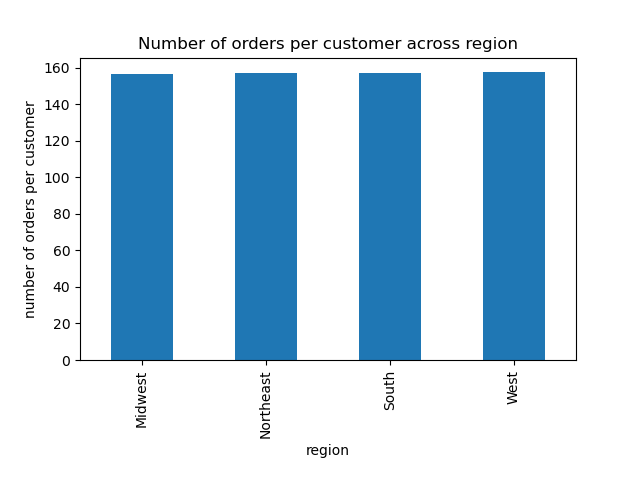 Number of orders per customer across region
number of orders per customer
160
140
120
100
80
60
40
20
0
Midwest
Northeast
South
West
region